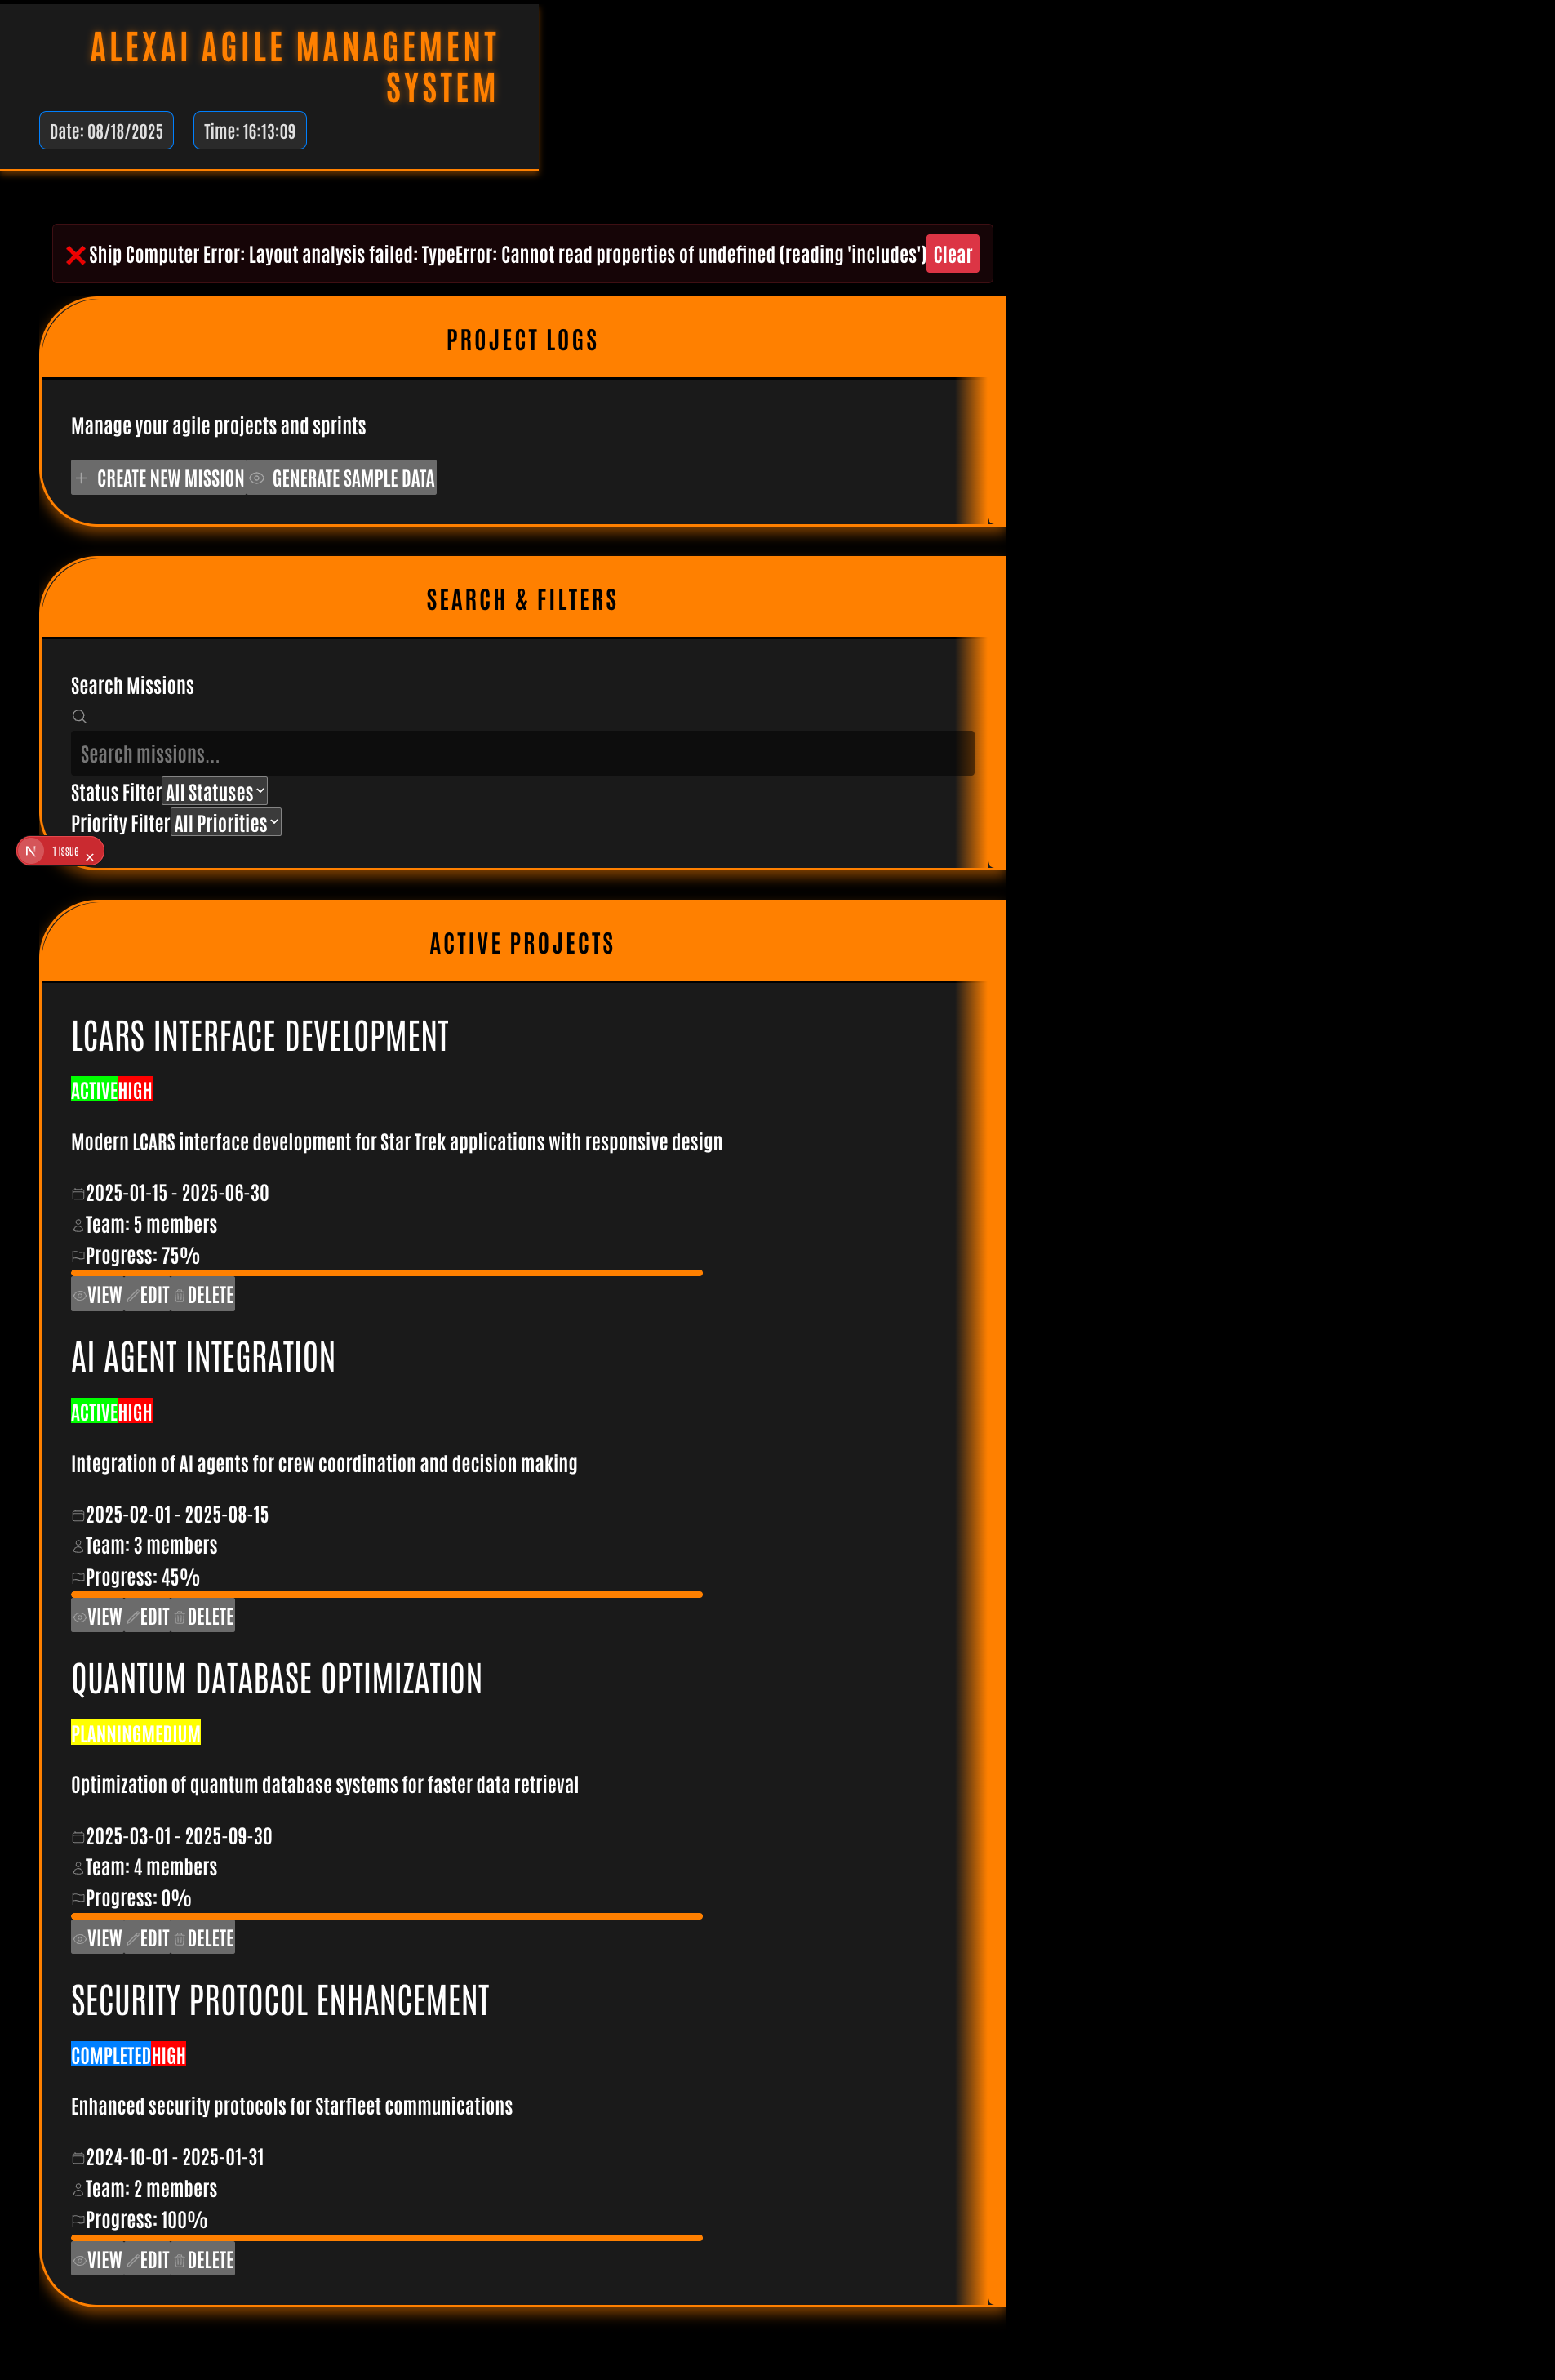 ALEXAI AGILE MANAGEMENT
SYSTEM
Date: 08/18/2025 Time: 16:13:09
Ship Computer Error: Layout analysis failed: TypeError: Cannot read properties of undefined (reading 'includes') Clear
PROJECT LOGS
Manage your agile projects and sprints
CREATE NEW MISSION GENERATE SAMPLE DATA
SEARCH & FILTERS
Search Missions
Search missions...
Status Filter All Statuses
Priority Filter All Priorities
N 1 Issue ×
ACTIVE PROJECTS
LCARS INTERFACE DEVELOPMENT
ACTIVE HIGH
Modern LCARS interface development for Star Trek applications with responsive design
2025-01-15 - 2025-06-30
Team: 5 members
Progress: 75%
VIEW EDIT DELETE
AI AGENT INTEGRATION
ACTIVE HIGH
Integration of AI agents for crew coordination and decision making
2025-02-01 - 2025-08-15
Team: 3 members
Progress: 45%
VIEW EDIT DELETE
QUANTUM DATABASE OPTIMIZATION
PLANNING MEDIUM
Optimization of quantum database systems for faster data retrieval
2025-03-01 - 2025-09-30
Team: 4 members
Progress: 0%
VIEW EDIT DELETE
SECURITY PROTOCOL ENHANCEMENT
COMPLETED HIGH
Enhanced security protocols for Starfleet communications
2024-10-01 - 2025-01-31
Team: 2 members
Progress: 100%
VIEW EDIT DELETE